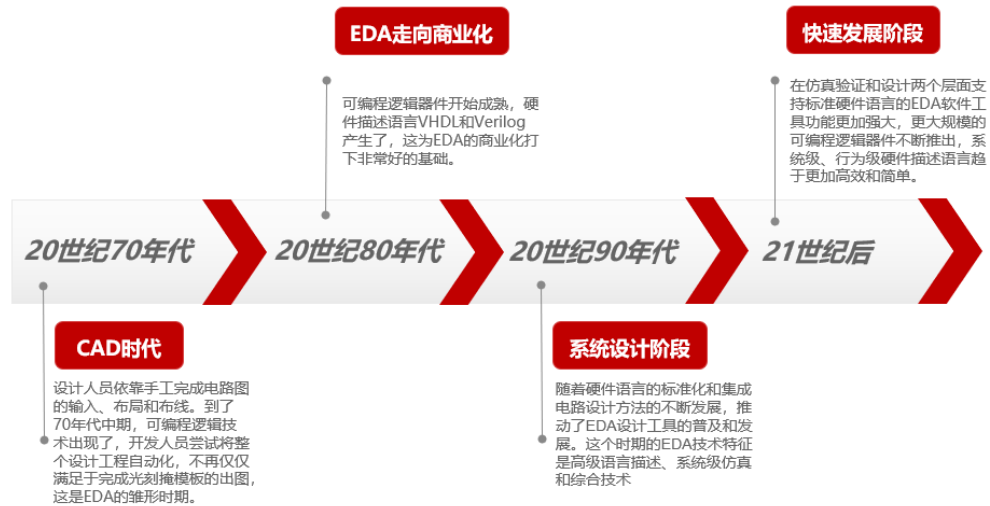 EDA走向商业化
快速发展阶段
可编程逻辑器件开始成熟，硬
件描述语言VHDL和Verilog
产生了，这为EDA的商业化打
下非常好的基础。
在仿真验证和设计两个层面支
持标准硬件语言的EDA软件工
具功能更加强大，更大规模的
可编程逻辑器件不断推出，系
统级、行为级硬件描述语言趋
于更加高效和简单。
20世纪70年代
20世纪80年代
20世纪90年代
21世纪后
CAD时代
系统设计阶段
设计人员依靠手工完成电路图
的输入、布局和布线。到了
70年代中期，可编程逻辑技
术出现了，开发人员尝试将整
个设计工程自动化，不再仅仅
满足于完成光刻掩模板的出图，
这是EDA的雏形时期。
随着硬件语言的标准化和集成
电路设计方法的不断发展，推
动了EDA设计工具的普及和发
展。这个时期的EDA技术特征
是高级语言描述、系统级仿真
和综合技术